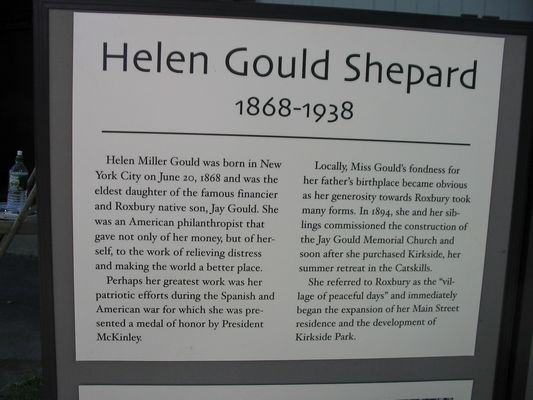 Helen Gould Shepard
1868-1938
Helen Miller Gould was born in New
York City on June 20, 1868 and was the
eldest daughter of the famous financier
and Roxbury native son, Jay Gould. She
was an American philanthropist that
gave not only of her money, but of her-
self, to the work of relieving distress
and making the world a better place.
Perhaps her greatest work was her
patriotic efforts during the Spanish and
American war for which she was pre-
sented a medal of honor by President
McKinley.
Locally, Miss Gould's fondness for
her father's birthplace became obvious
as her generosity towards Roxbury took
many forms. In 1894, she and her sib-
lings commissioned the construction of
the Jay Gould Memorial Church and
soon after she purchased Kirkside, her
summer retreat in the Catskills.
She referred to Roxbury as the "vil-
lage of peaceful days" and immediately
began the expansion of her Main Street
residence and the development of
Kirkside Park.